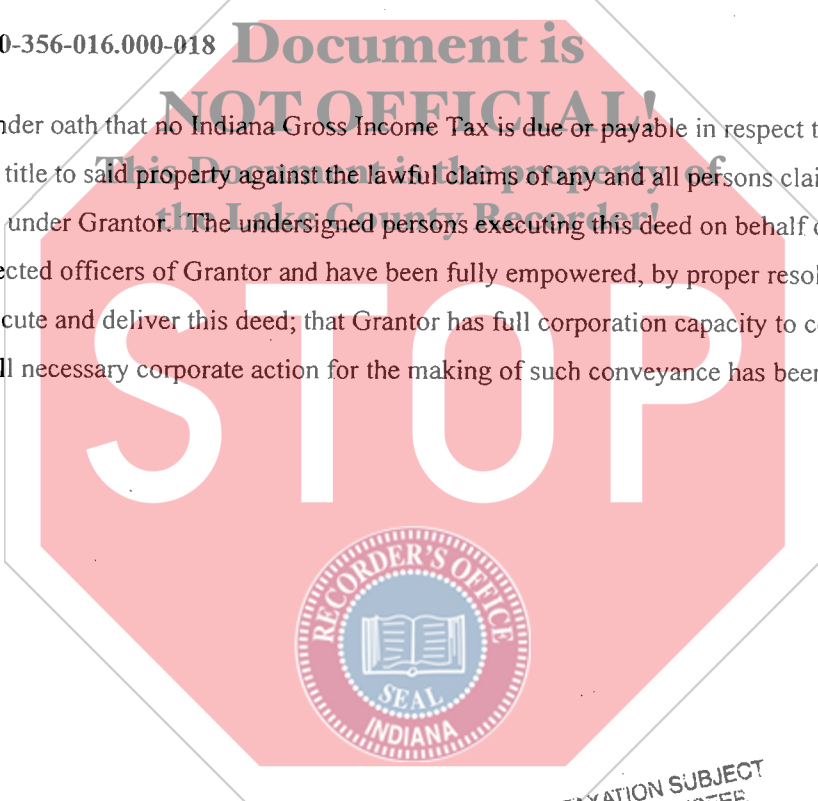 0-356-016.000-018
Document is
NOT OFFICIAL!
nder oath that no Indiana Gross Income Tax is due or payable in respect t
This Document is the property of
title to said property against the lawful claims of any and all persons clai
the Lake County Recorder!
under Grantor. The undersigned persons executing this deed on behalf o
ected officers of Grantor and have been fully empowered, by proper resol
cute and deliver this deed; that Grantor has full corporation capacity to c
ll necessary corporate action for the making of such conveyance has been
STOP
RECORDER'S OFFICE
SEAL
INDIANA
TAXATION SUBJECT